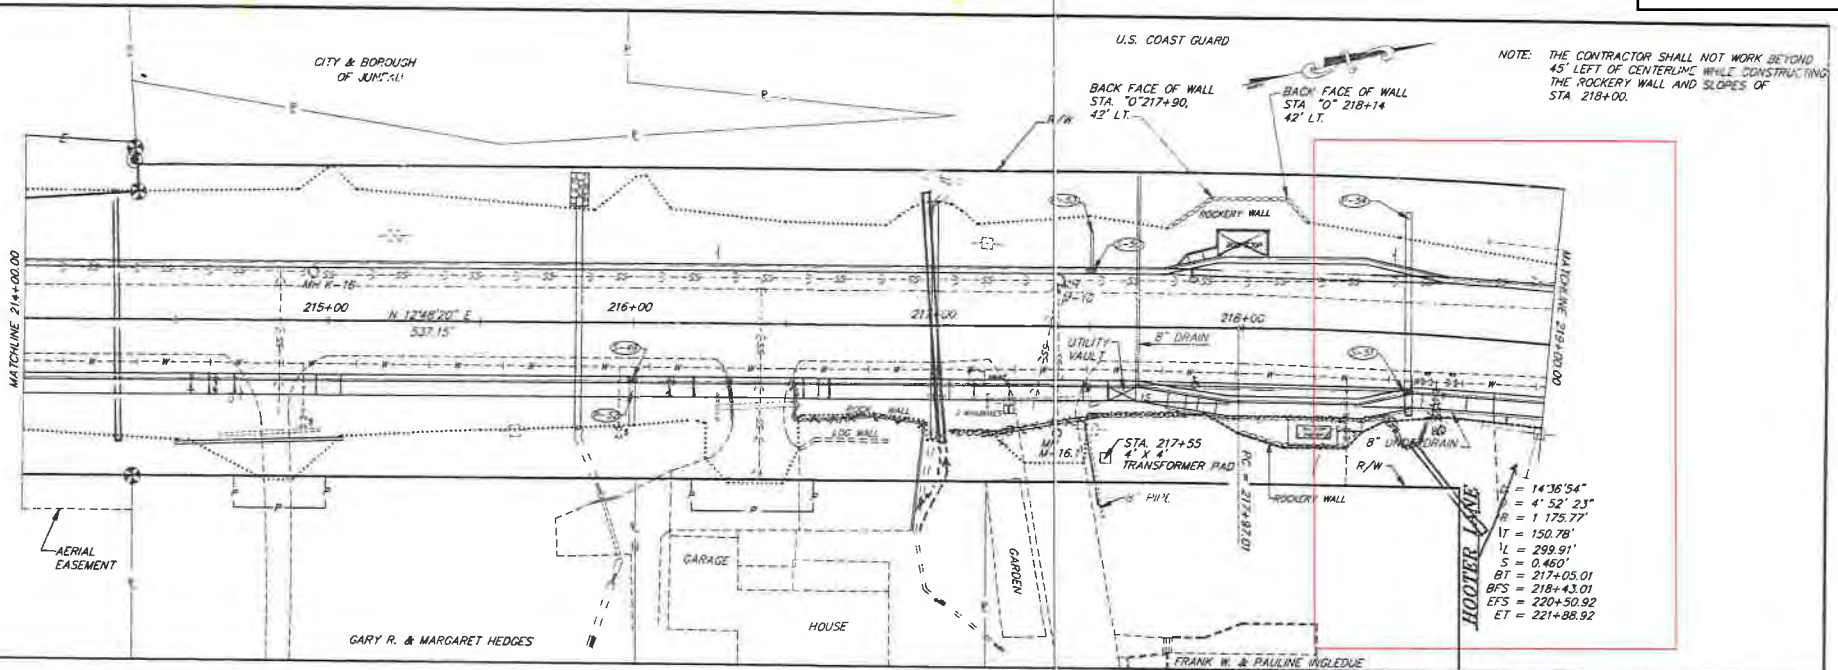 CITY & BOROUGH
OF JUNEAU
U.S. COAST GUARD
NOTE: THE CONTRACTOR SHALL NOT WORK BEYOND
45' LEFT OF CENTERLINE WHILE CONSTRUCTING
THE ROCKERY WALL AND SLOPES OF
STA. 218+00.
BACK FACE OF WALL
STA. "O" 217+90,
42' LT.
BACK FACE OF WALL
STA. "O" 218+14
42' LT.
R/W
ROCKERY WALL
MATCHLINE 214+00.00
MATCHLINE 219+00.00
MH K-16
215+00
N 12°48'20" E
537.15'
216+00
217+00
218+00
UTILITY
VAULT
8" DRAIN
LOG WALL
STA. 217+55
4' X 4'
TRANSFORMER PAD
PC = 217+97.01
8" UNDERDRAIN
R/W
ROCKERY WALL
AERIAL
EASEMENT
GARAGE
HOUSE
GARDEN
HOOTER LANE
= 14°36'54"
= 4° 52' 23"
R = 1 175.77'
T = 150.78'
L = 299.91'
S = 0.460'
BT = 217+05.01
BFS = 218+43.01
EFS = 220+50.92
ET = 221+88.92
GARY R. & MARGARET HEDGES
FRANK W. & PAULINE INGLEDUE